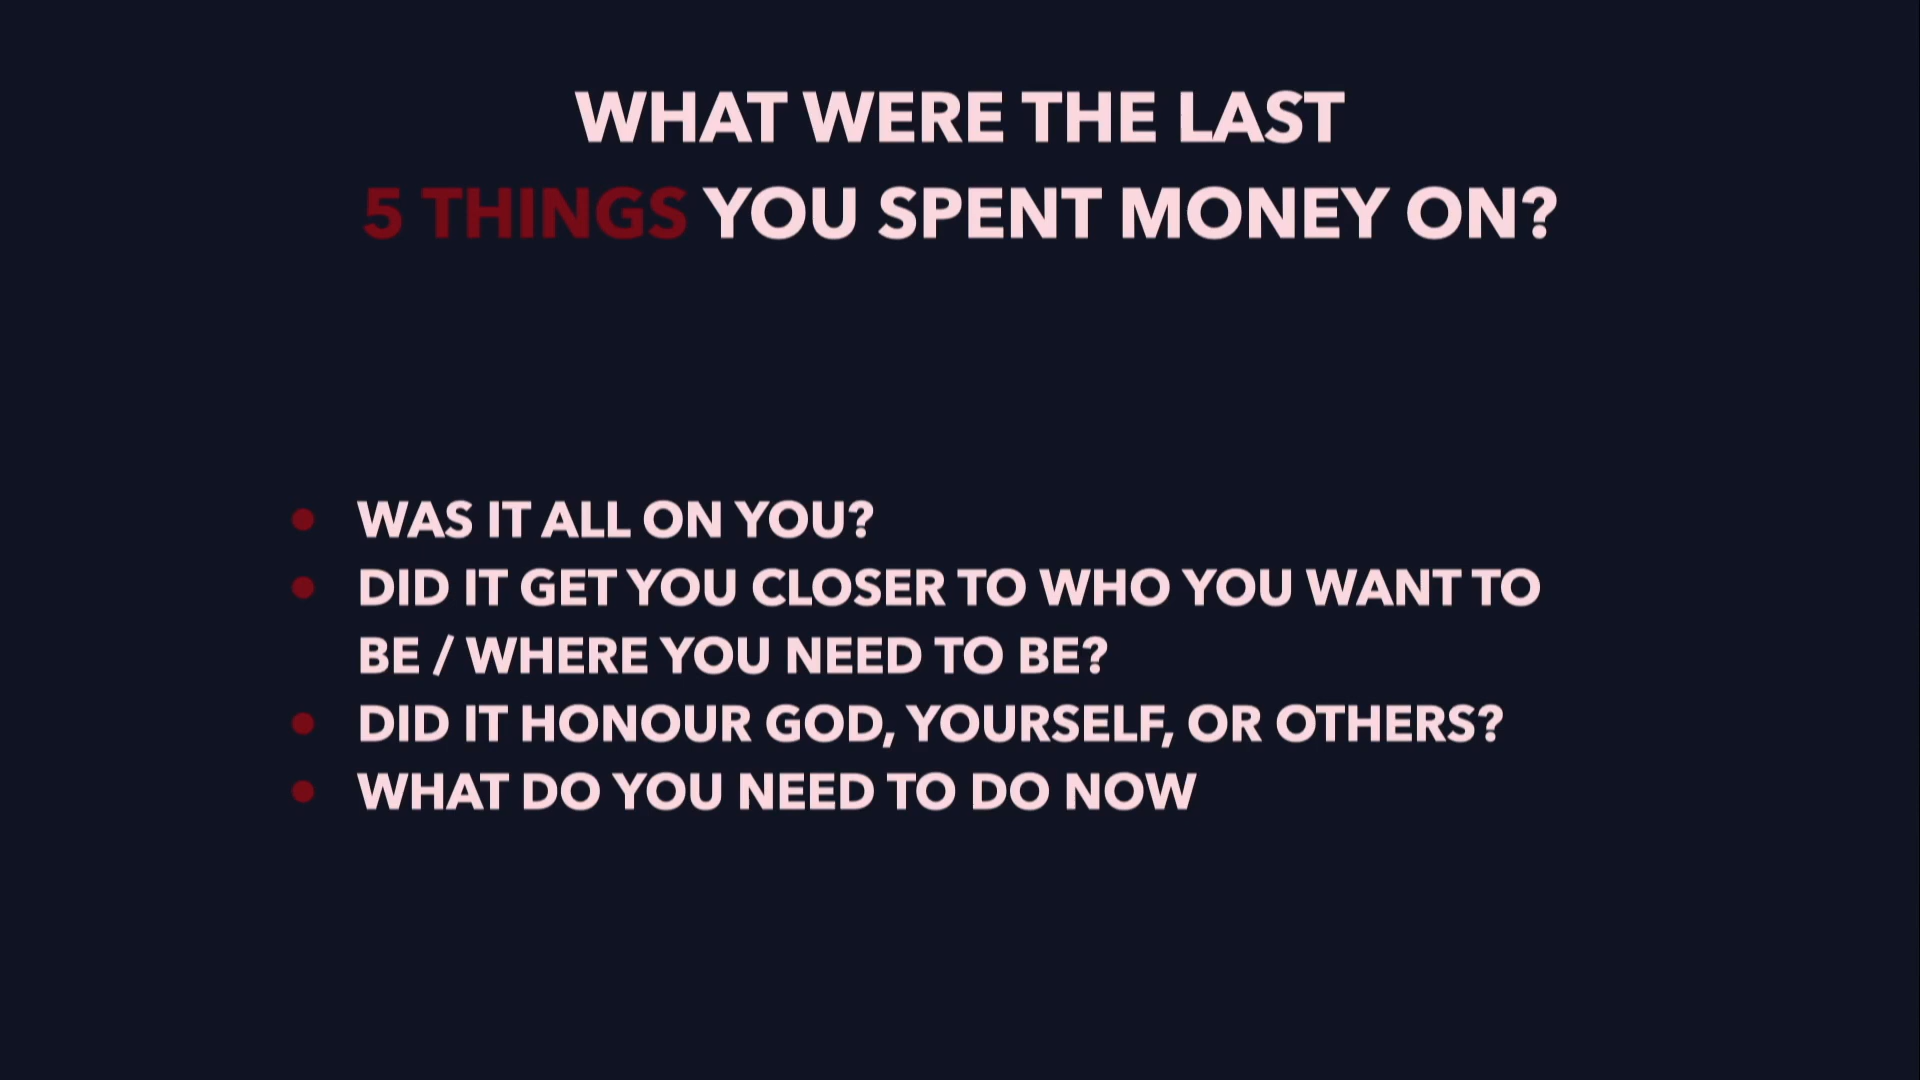 WHAT WERE THE LAST
5 THINGS YOU SPENT MONEY ON?
• WAS IT ALL ON YOU?
• DID IT GET YOU CLOSER TO WHO YOU WANT TO
BE / WHERE YOU NEED TO BE?
• DID IT HONOUR GOD, YOURSELF, OR OTHERS?
• WHAT DO YOU NEED TO DO NOW